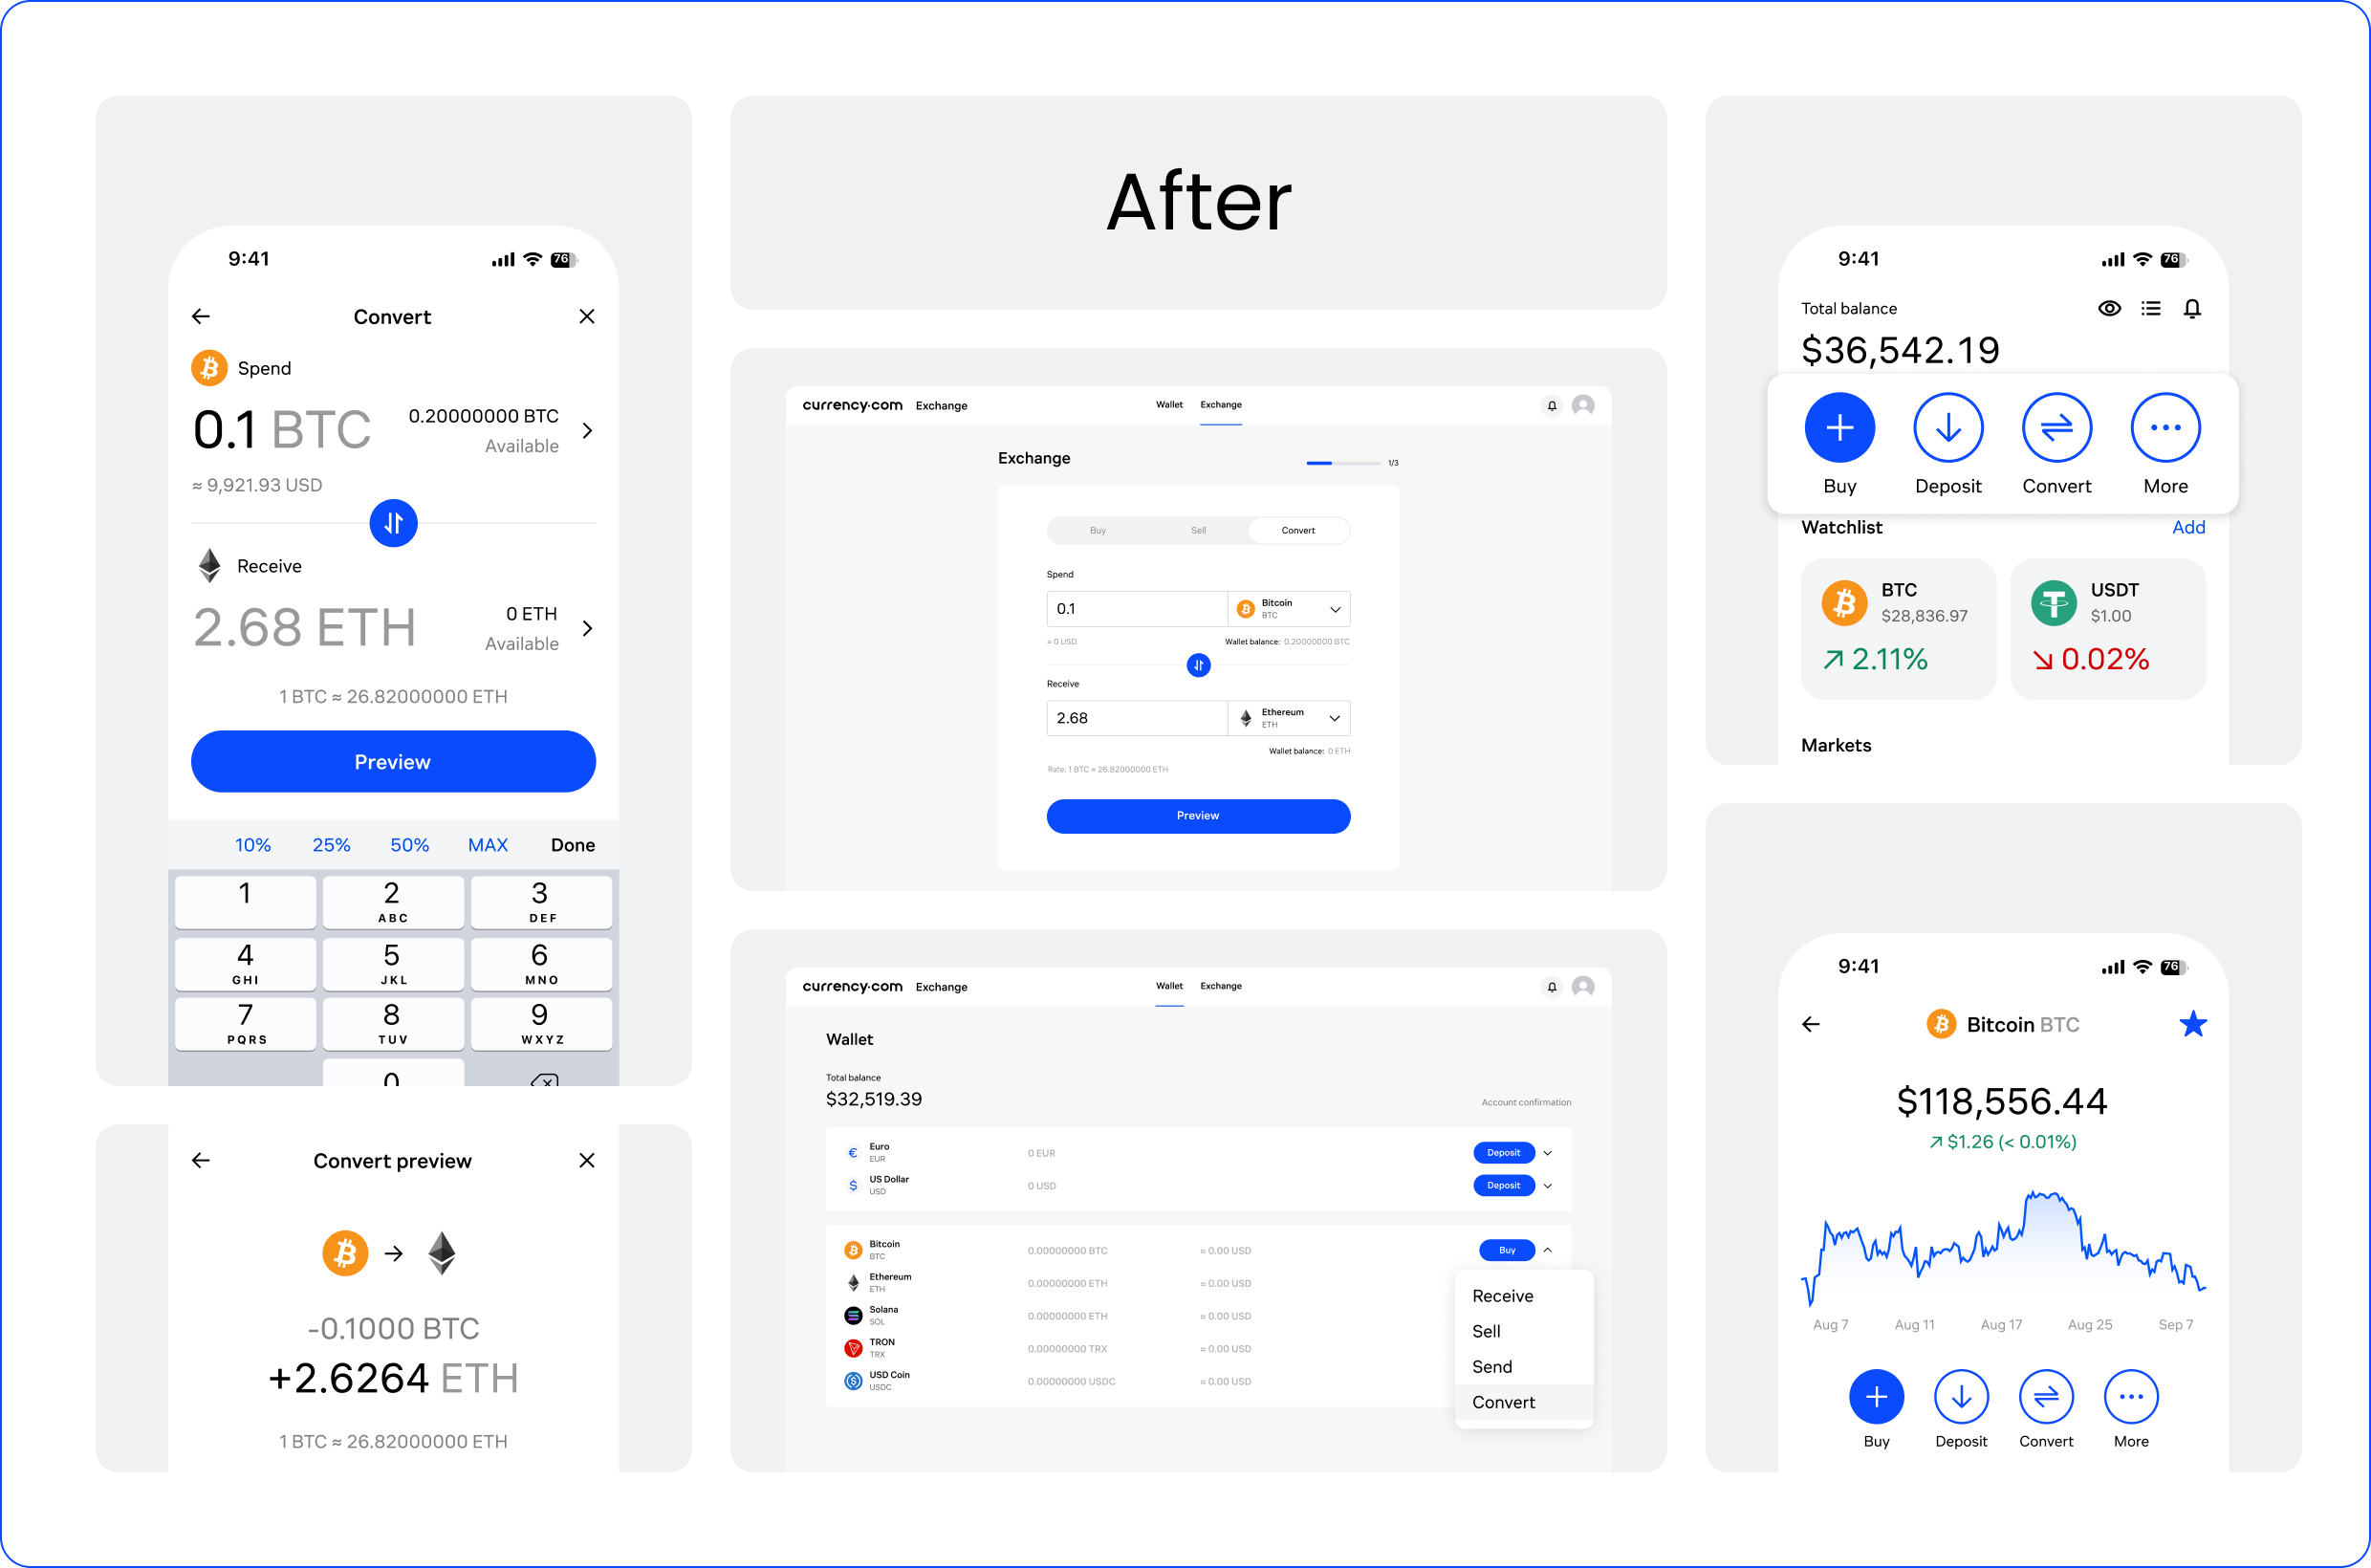 9:41
76
Convert
Spend
0.1 BTC
0.20000000 BTC
Available
≈ 9,921.93 USD
Receive
2.68 ETH
0 ETH
Available
1 BTC ≈ 26.82000000 ETH
Preview
10% 25% 50% MAX Done
1
2
ABC
3
DEF
4
GHI
5
JKL
6
MNO
7
PQRS
8
TUV
9
WXYZ
0
Convert preview
-0.1000 BTC
+2.6264 ETH
1 BTC ≈ 26.82000000 ETH
After
currency.com Exchange
Wallet Exchange
Exchange
1/3
Buy Sell Convert
Spend
0.1
Bitcoin
BTC
≈ 0 USD
Wallet balance: 0.20000000 BTC
Receive
2.68
Ethereum
ETH
Wallet balance: 0 ETH
Rate: 1 BTC ≈ 26.82000000 ETH
Preview
currency.com Exchange
Wallet Exchange
Wallet
Total balance
$32,519.39
Account confirmation
Euro
EUR
0 EUR
Deposit
US Dollar
USD
0 USD
Deposit
Bitcoin
BTC
0.00000000 BTC
≈ 0.00 USD
Buy
Ethereum
ETH
0.00000000 ETH
≈ 0.00 USD
Solana
SOL
0.00000000 ETH
≈ 0.00 USD
TRON
TRX
0.00000000 TRX
≈ 0.00 USD
USD Coin
USDC
0.00000000 USDC
≈ 0.00 USD
Receive
Sell
Send
Convert
9:41
76
Total balance
$36,542.19
Buy Deposit Convert More
Watchlist
Add
BTC
$28,836.97
2.11%
USDT
$1.00
0.02%
Markets
9:41
76
Bitcoin BTC
$118,556.44
$1.26 (< 0.01%)
Aug 7 Aug 11 Aug 17 Aug 25 Sep 7
Buy Deposit Convert More